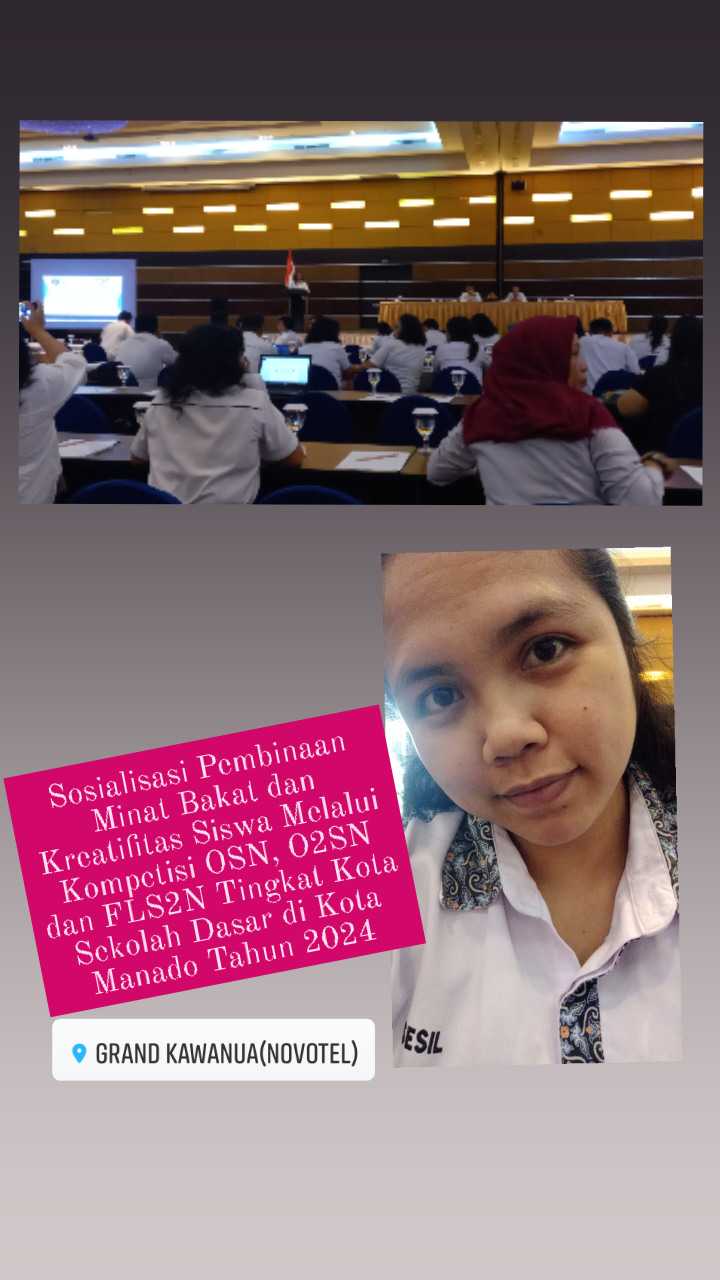 Sosialisasi Pembinaan
Minat Bakat dan
Kreatifitas Siswa Melalui
Kompetisi OSN, O2SN
dan FLS2N Tingkat Kota
Sekolah Dasar di Kota
Manado Tahun 2024
ESIL
GRAND KAWANUA(NOVOTEL)